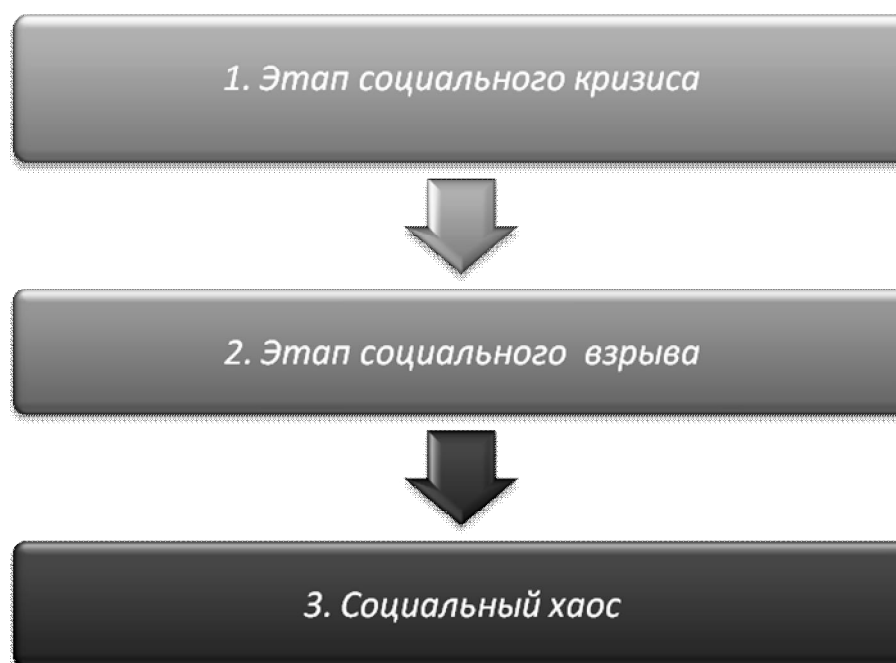 1. Этап социального кризиса
2. Этап социального взрыва
3. Социальный хаос